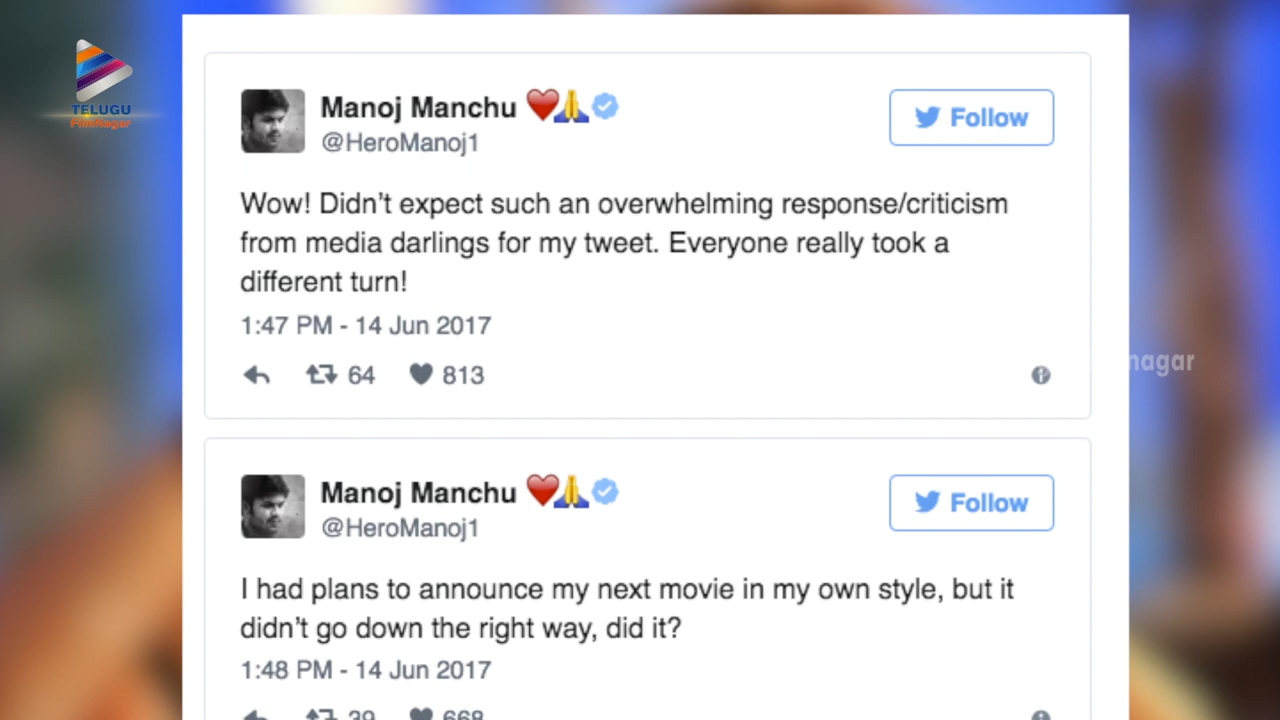 TELUGU
FilmNagar
Manoj Manchu ❤️🙏
@HeroManoj1
Follow
Wow! Didn't expect such an overwhelming response/criticism
from media darlings for my tweet. Everyone really took a
different turn!
1:47 PM - 14 Jun 2017
64 813
nagar
Manoj Manchu ❤️🙏
@HeroManoj1
Follow
I had plans to announce my next movie in my own style, but it
didn't go down the right way, did it?
1:48 PM - 14 Jun 2017
39 668